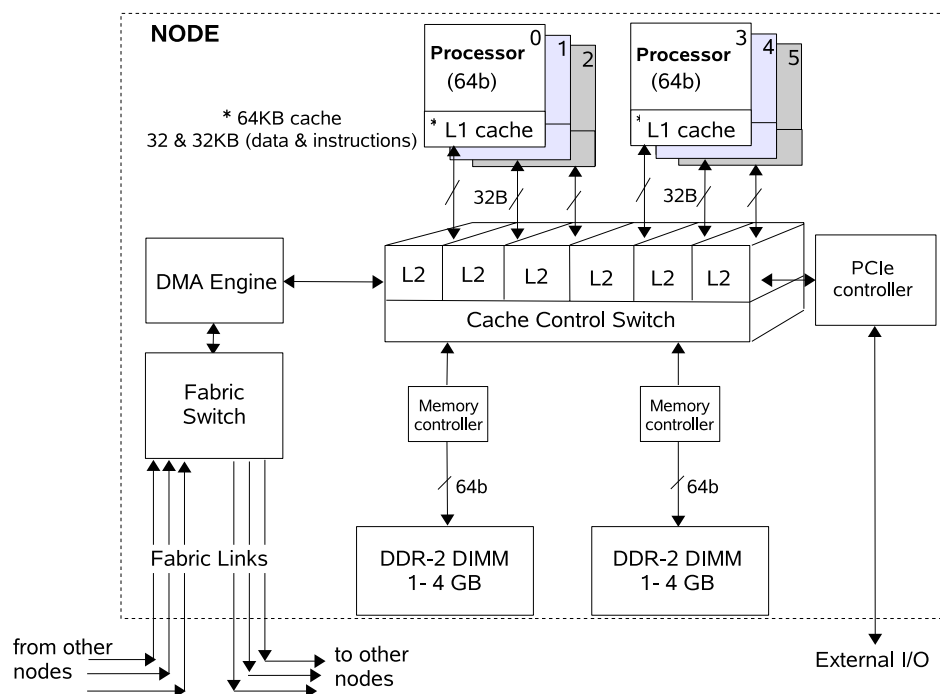 NODE
0
1
2
Processor
(64b)
3
4
5
Processor
(64b)
* 64KB cache
32 & 32KB (data & instructions)
* L1 cache
* L1 cache
32B
32B
DMA Engine
L2 L2 L2 L2 L2 L2
Cache Control Switch
PCIe
controller
Fabric
Switch
Memory
controller
Memory
controller
64b
64b
Fabric Links
DDR-2 DIMM
1- 4 GB
DDR-2 DIMM
1- 4 GB
from other
nodes
to other
nodes
External I/O